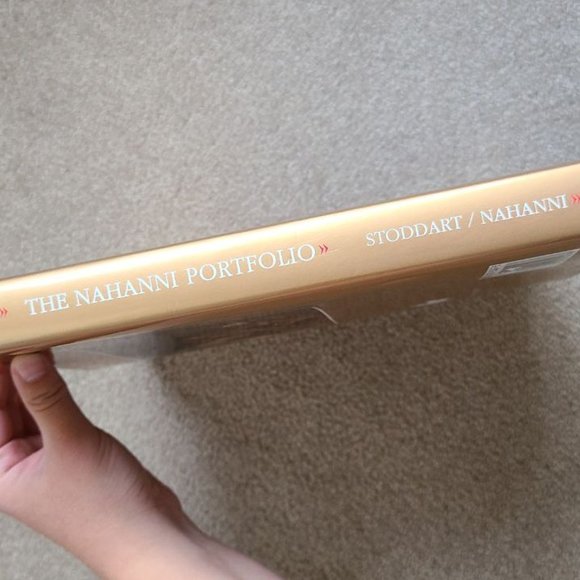 » THE NAHANNI PORTFOLIO » STODDART / NAHANNI »